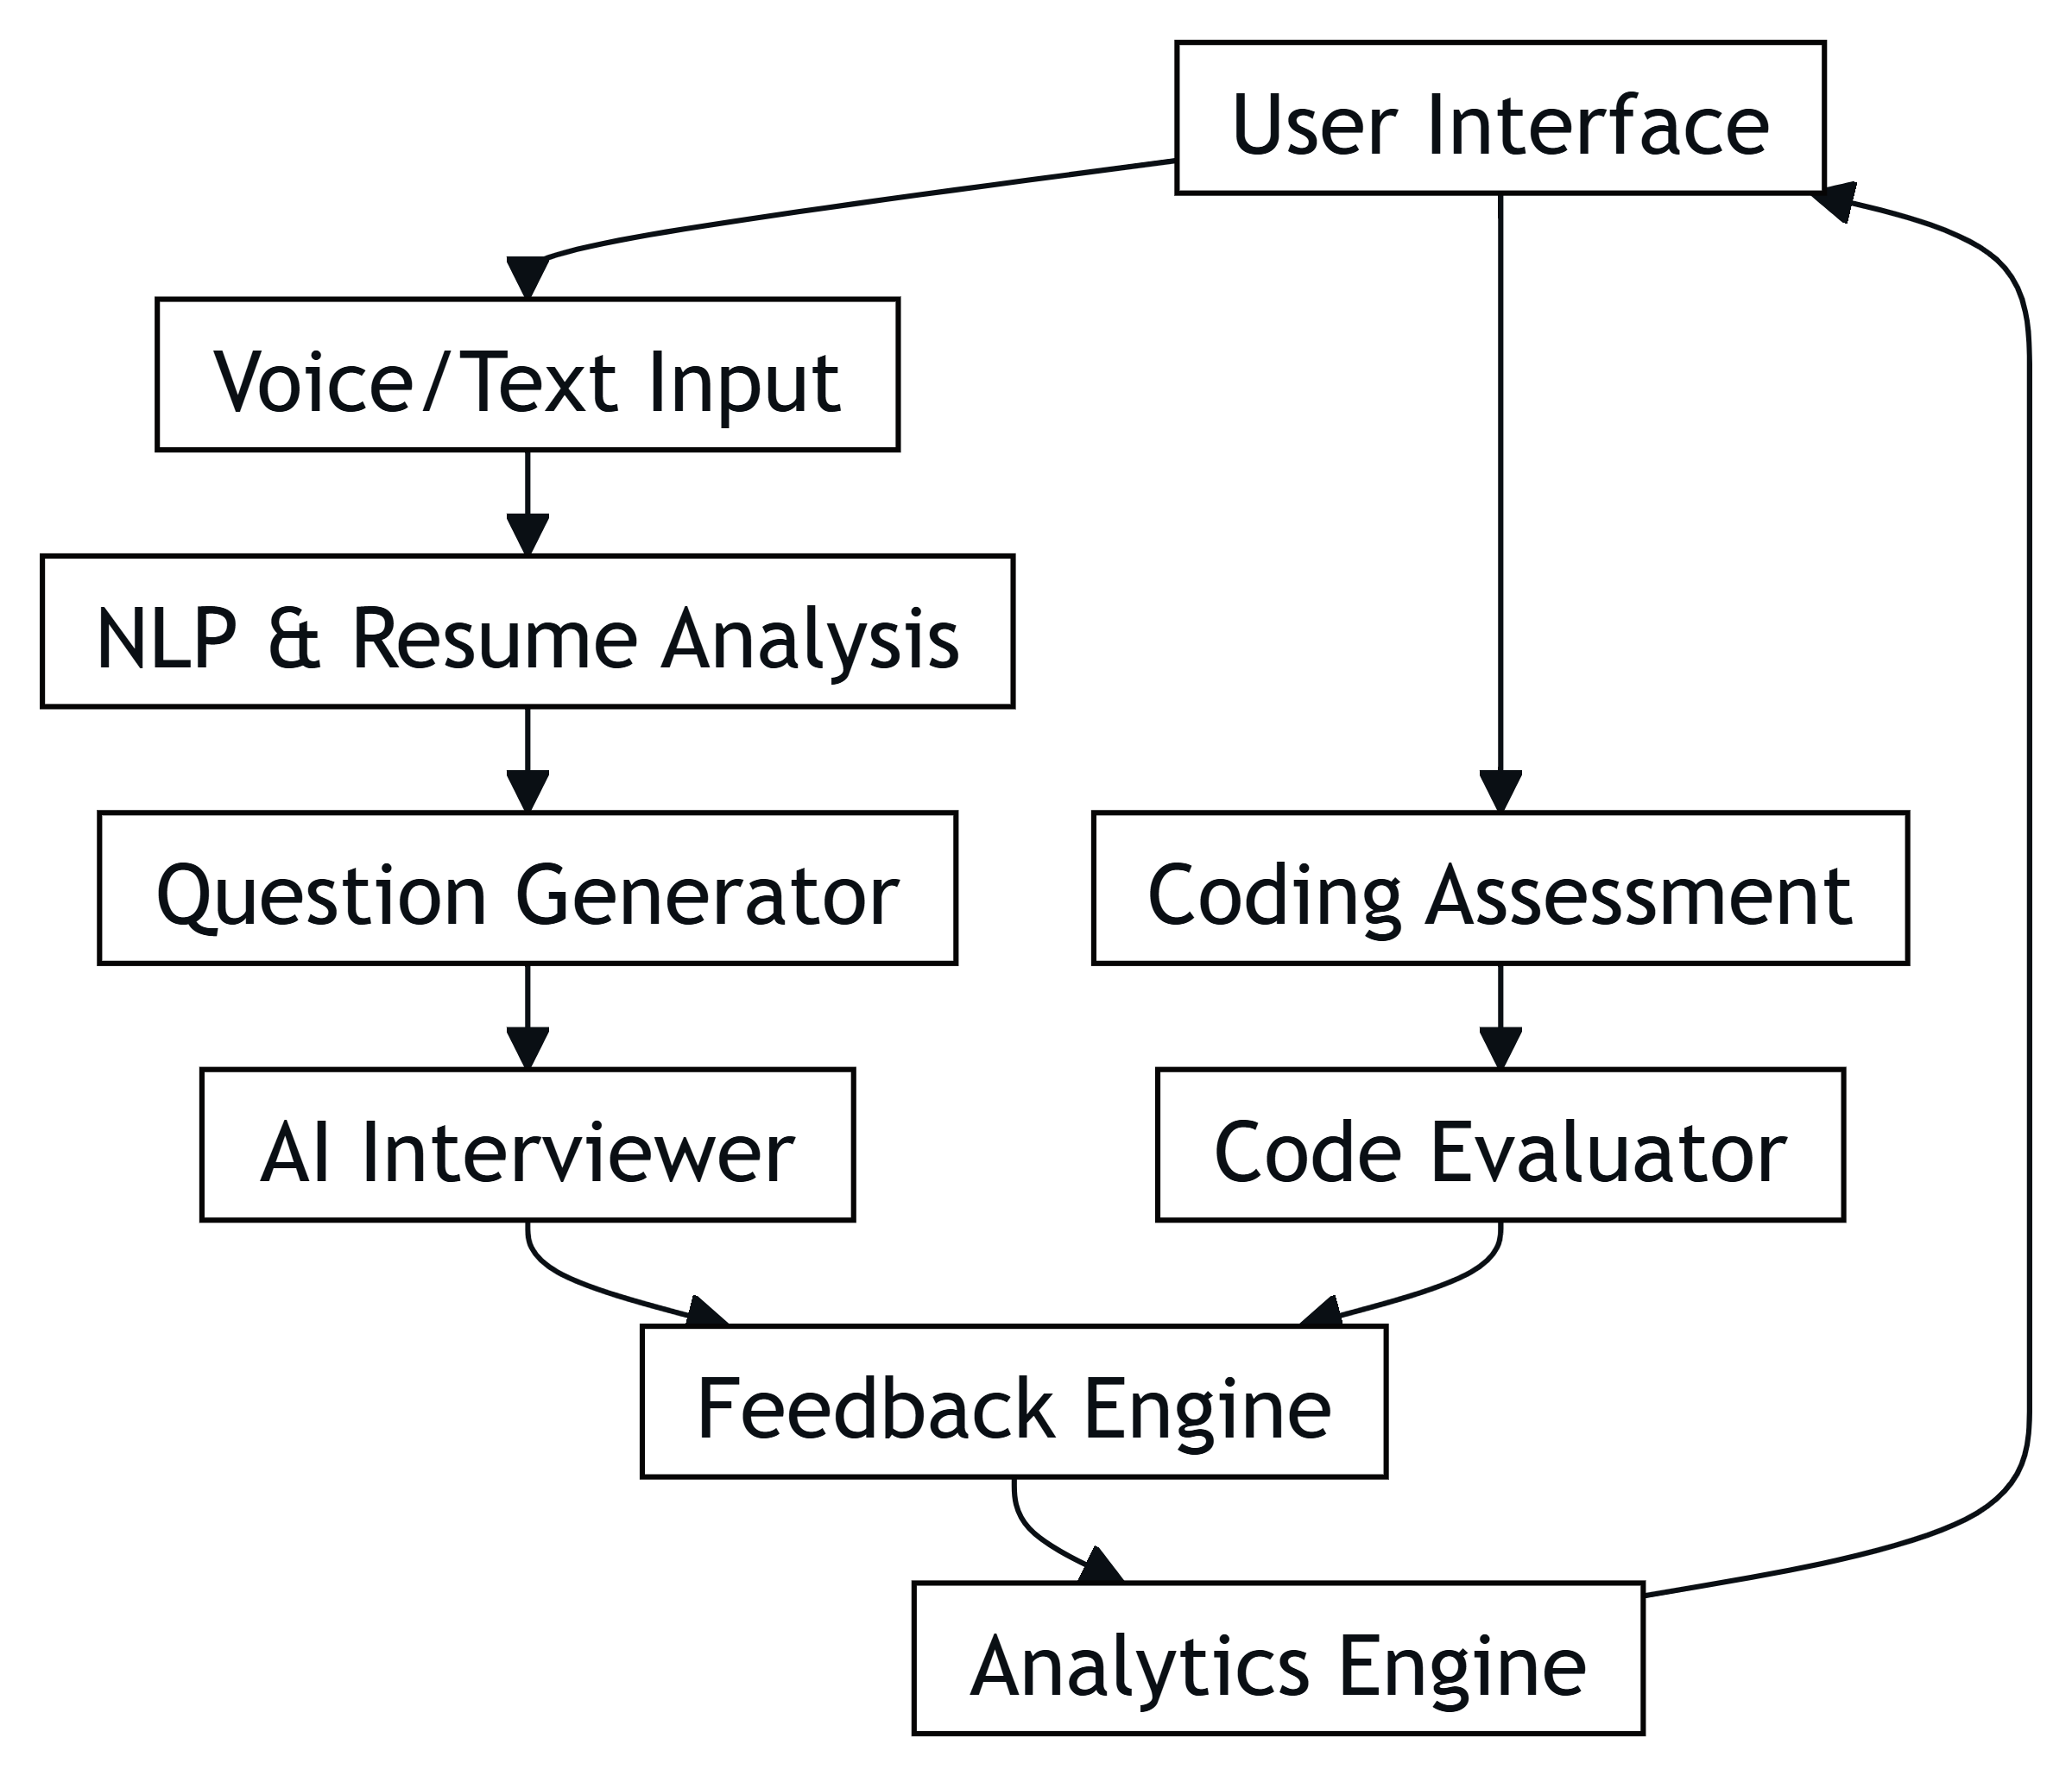 User Interface
Voice/Text Input
NLP & Resume Analysis
Question Generator
Coding Assessment
AI Interviewer
Code Evaluator
Feedback Engine
Analytics Engine